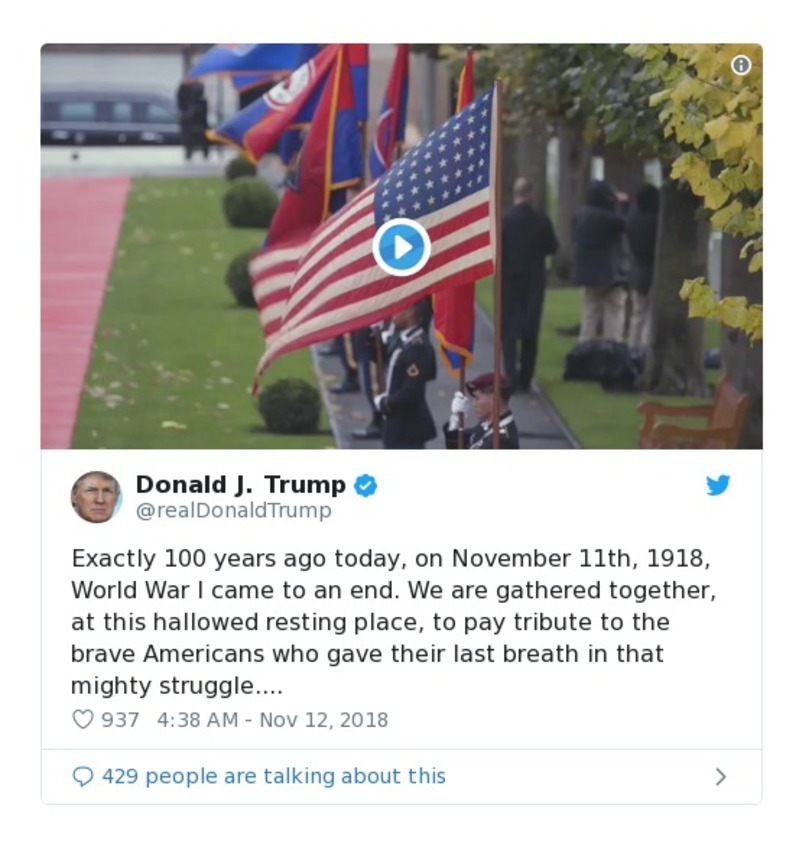 Donald J. Trump
@realDonaldTrump
Exactly 100 years ago today, on November 11th, 1918,
World War I came to an end. We are gathered together,
at this hallowed resting place, to pay tribute to the
brave Americans who gave their last breath in that
mighty struggle....
937 4:38 AM - Nov 12, 2018
429 people are talking about this